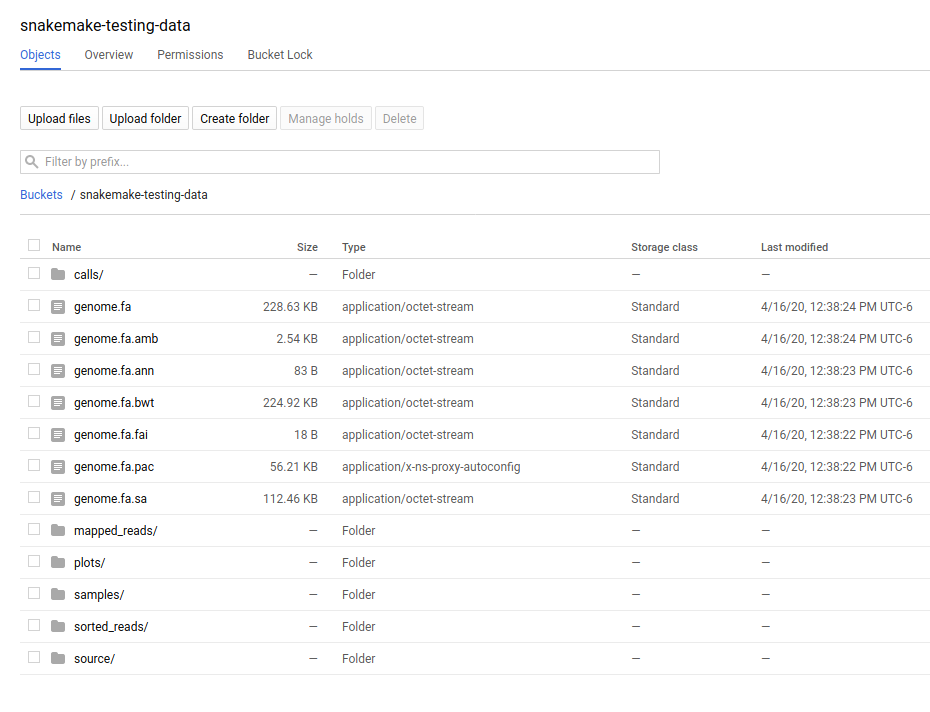 snakemake-testing-data
Objects Overview Permissions Bucket Lock
Upload files Upload folder Create folder Manage holds Delete
Filter by prefix...
Buckets / snakemake-testing-data
Name Size Type Storage class Last modified
calls/ — Folder — —
genome.fa 228.63 KB application/octet-stream Standard 4/16/20, 12:38:24 PM UTC-6
genome.fa.amb 2.54 KB application/octet-stream Standard 4/16/20, 12:38:24 PM UTC-6
genome.fa.ann 83 B application/octet-stream Standard 4/16/20, 12:38:23 PM UTC-6
genome.fa.bwt 224.92 KB application/octet-stream Standard 4/16/20, 12:38:23 PM UTC-6
genome.fa.fai 18 B application/octet-stream Standard 4/16/20, 12:38:22 PM UTC-6
genome.fa.pac 56.21 KB application/x-ns-proxy-autoconfig Standard 4/16/20, 12:38:22 PM UTC-6
genome.fa.sa 112.46 KB application/octet-stream Standard 4/16/20, 12:38:23 PM UTC-6
mapped_reads/ — Folder — —
plots/ — Folder — —
samples/ — Folder — —
sorted_reads/ — Folder — —
source/ — Folder — —